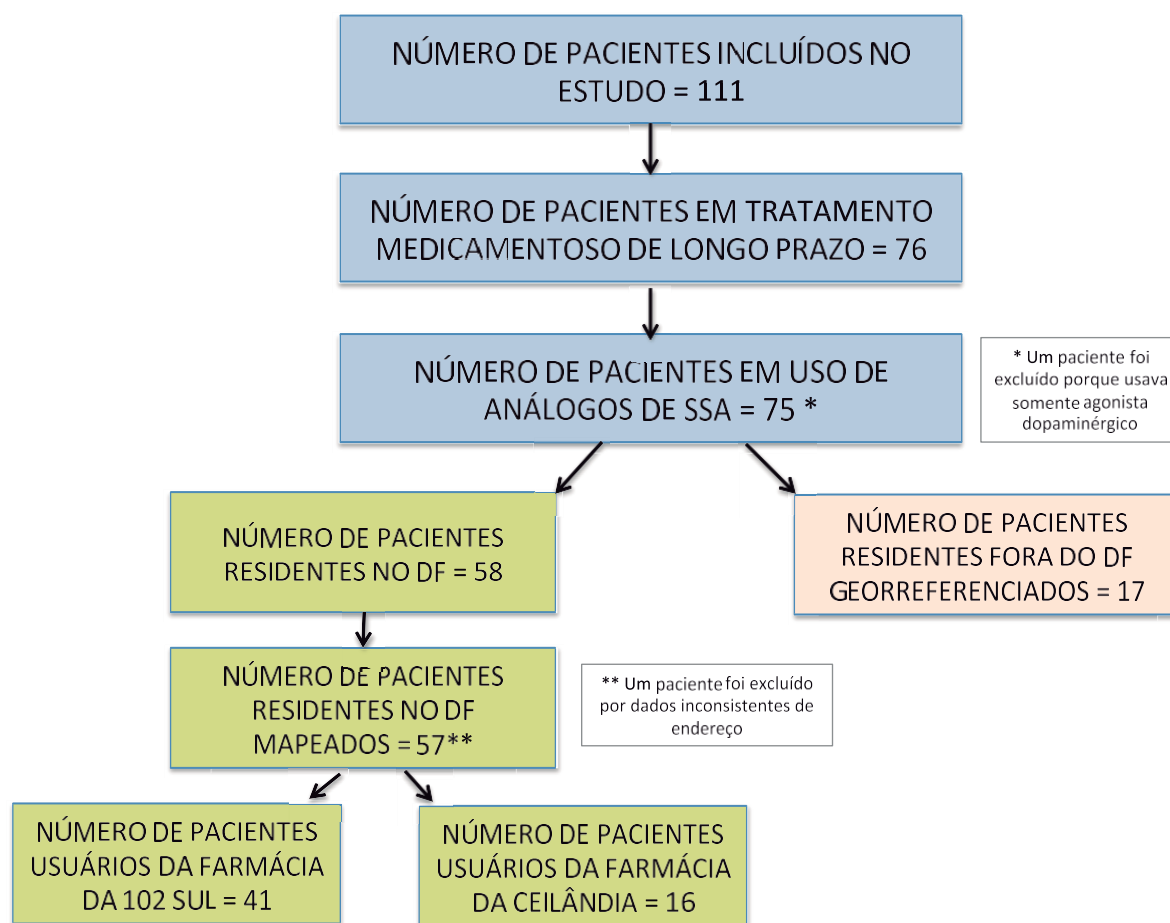 NÚMERO DE PACIENTES INCLUÍDOS NO
ESTUDO = 111
NÚMERO DE PACIENTES EM TRATAMENTO
MEDICAMENTOSO DE LONGO PRAZO = 76
NÚMERO DE PACIENTES EM USO DE
ANÁLOGOS DE SSA = 75 *
* Um paciente foi
excluído porque usava
somente agonista
dopaminérgico
NÚMERO DE PACIENTES
RESIDENTES NO DF = 58
NÚMERO DE PACIENTES
RESIDENTES FORA DO DF
GEORREFERENCIADOS = 17
NÚMERO DE PACIENTES
RESIDENTES NO DF
MAPEADOS = 57**
** Um paciente foi excluído
por dados inconsistentes de
endereço
NÚMERO DE PACIENTES
USUÁRIOS DA FARMÁCIA
DA 102 SUL = 41
NÚMERO DE PACIENTES
USUÁRIOS DA FARMÁCIA
DA CEILÂNDIA = 16